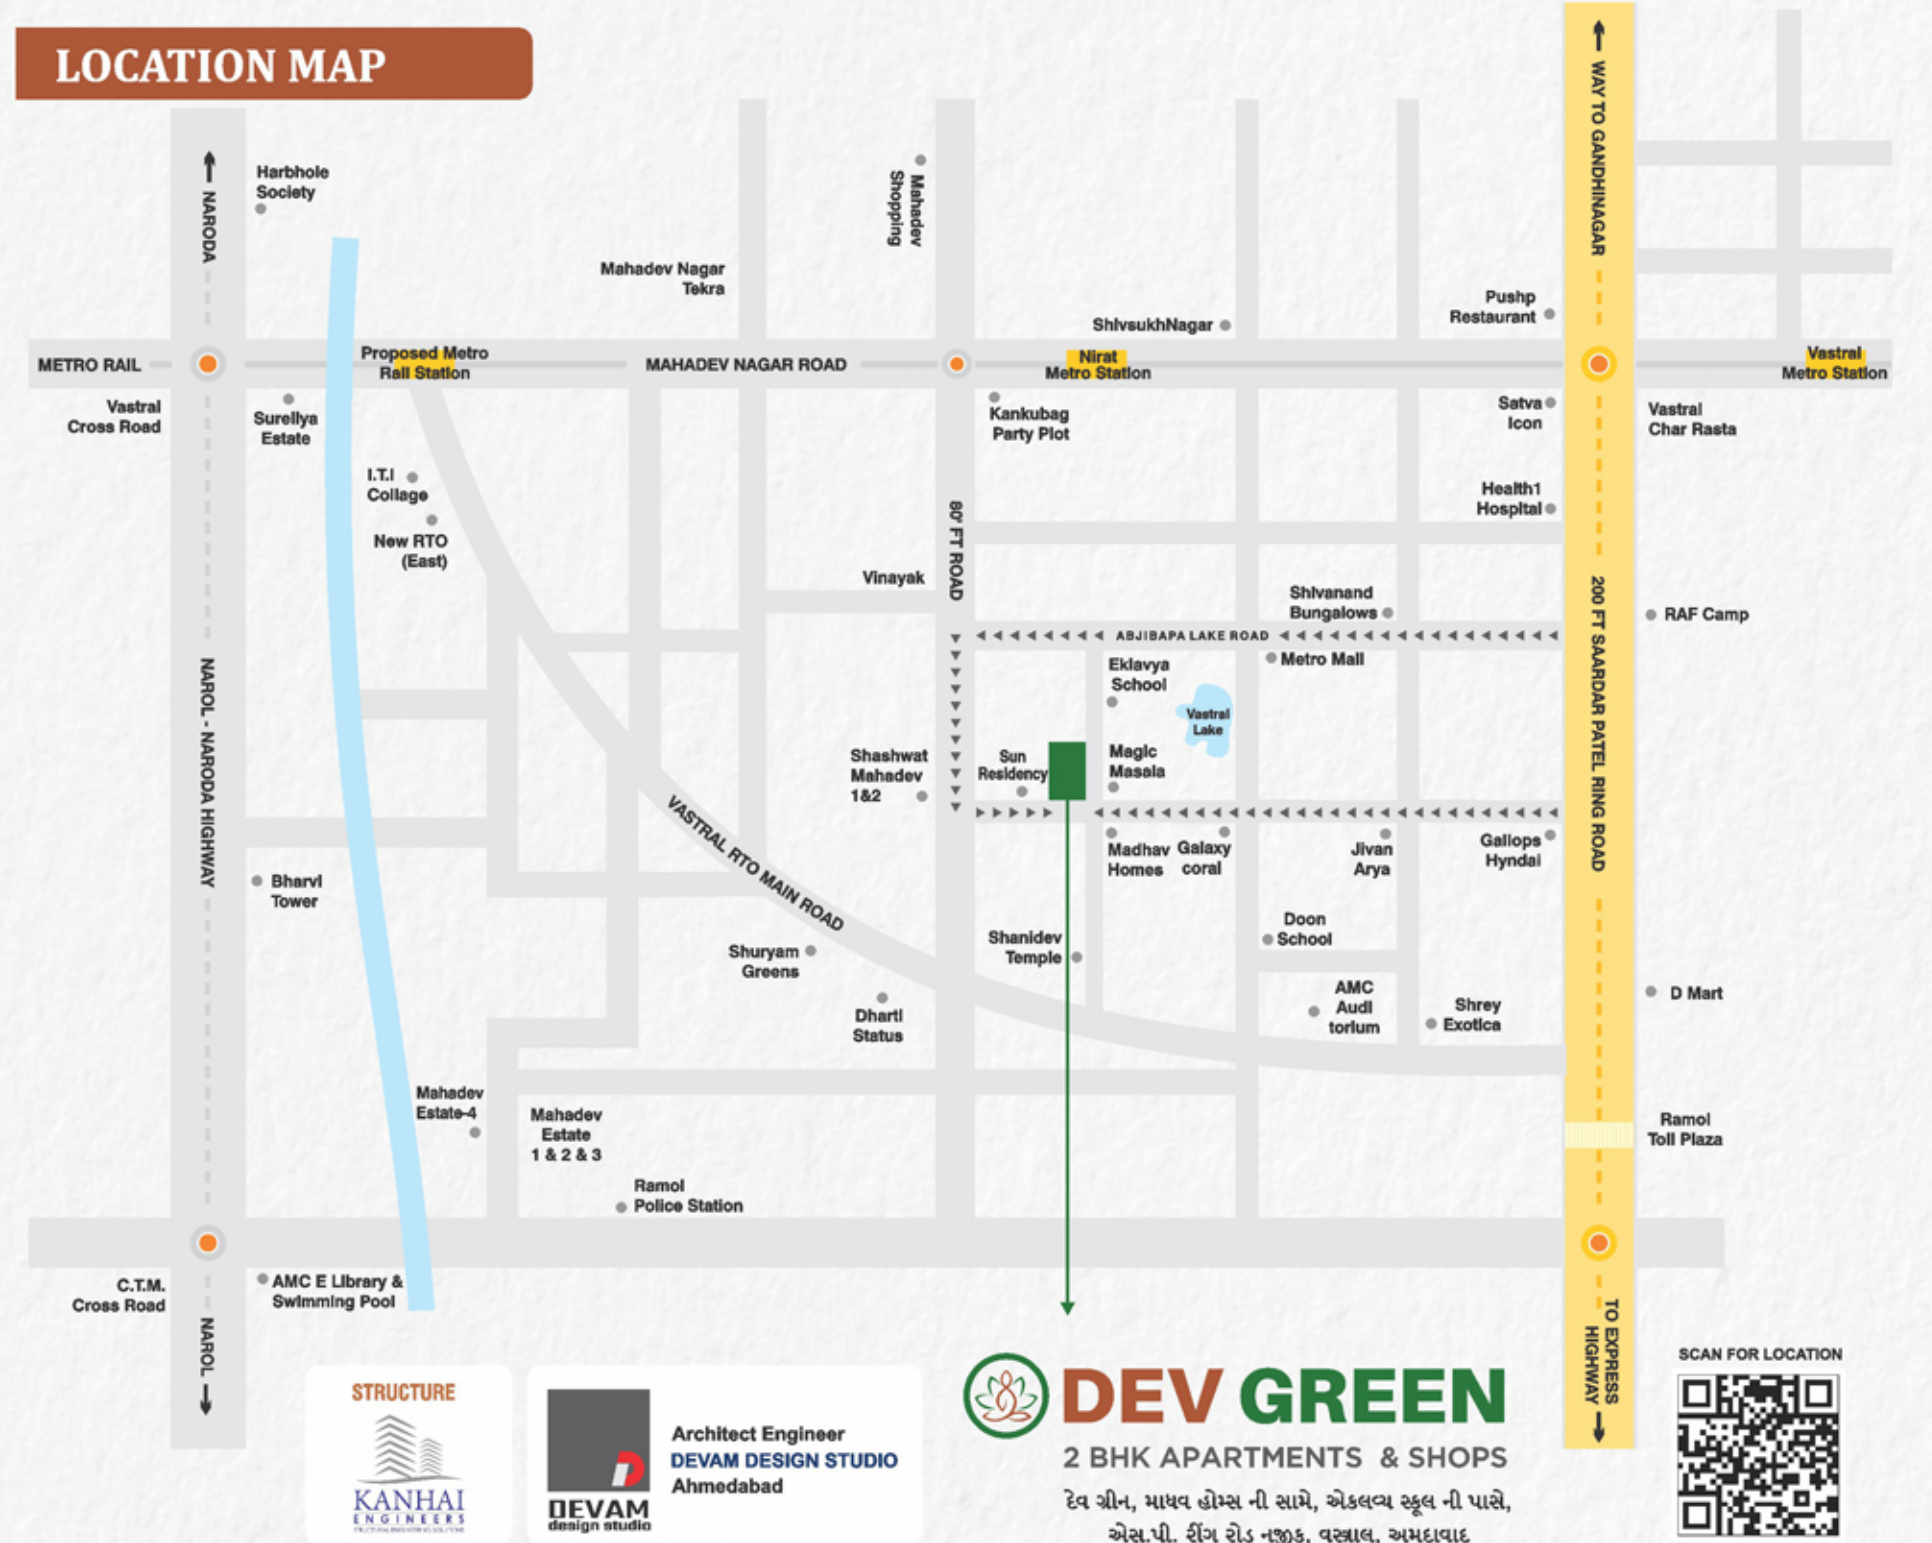 LOCATION MAP
NARODA
Harbhole
Society
Mahadev Nagar
Tekra
Mahadev
Shopping
ShivsukhNagar
Pushp
Restaurant
WAY TO GANDHINAGAR
METRO RAIL
Proposed Metro
Rail Station
MAHADEV NAGAR ROAD
Nirat
Metro Station
Vastral
Metro Station
Vastral
Cross Road
Surellya
Estate
Kankubag
Party Plot
Satva
Icon
Vastral
Char Rasta
I.T.I
Collage
New RTO
(East)
80' FT ROAD
Health1
Hospital
Vinayak
Shivanand
Bungalows
RAF Camp
ABJIBAPA LAKE ROAD
Metro Mall
Eklavya
School
Vastral
Lake
NAROL - NARODA HIGHWAY
200 FT SAARDAR PATEL RING ROAD
Shashwat
Mahadev
1&2
Sun
Residency
Magic
Masala
VASTRAL RTO MAIN ROAD
Madhav
Homes
Galaxy
coral
Jivan
Arya
Gallops
Hyndai
Bharvi
Tower
Shuryam
Greens
Shanidev
Temple
Doon
School
Dharti
Status
AMC
Audi
torium
Shrey
Exotica
D Mart
Mahadev
Estate-4
Mahadev
Estate
1 & 2 & 3
Ramol
Toll Plaza
Ramol
Police Station
C.T.M.
Cross Road
AMC E Library &
Swimming Pool
NAROL
TO EXPRESS
HIGHWAY
STRUCTURE
KANHAI
ENGINEERS
STRUCTURAL ENGINEERING SOLUTIONS
DEVAM
design studio
Architect Engineer
DEVAM DESIGN STUDIO
Ahmedabad
DEV GREEN
2 BHK APARTMENTS & SHOPS
દેવ ગ્રીન, માધવ હોમ્સ ની સામે, એકલવ્ય સ્કૂલ ની પાસે,
એસ.પી. રીંગ રોડ નજીક, વસ્ત્રાલ, અમદાવાદ
SCAN FOR LOCATION